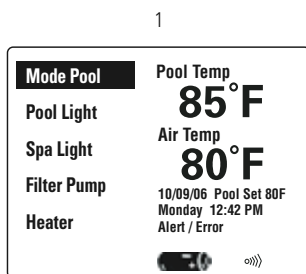 1
Mode Pool
Pool Light
Spa Light
Filter Pump
Heater
Pool Temp
85°F
Air Temp
80°F
10/09/06 Pool Set 80F
Monday 12:42 PM
Alert / Error